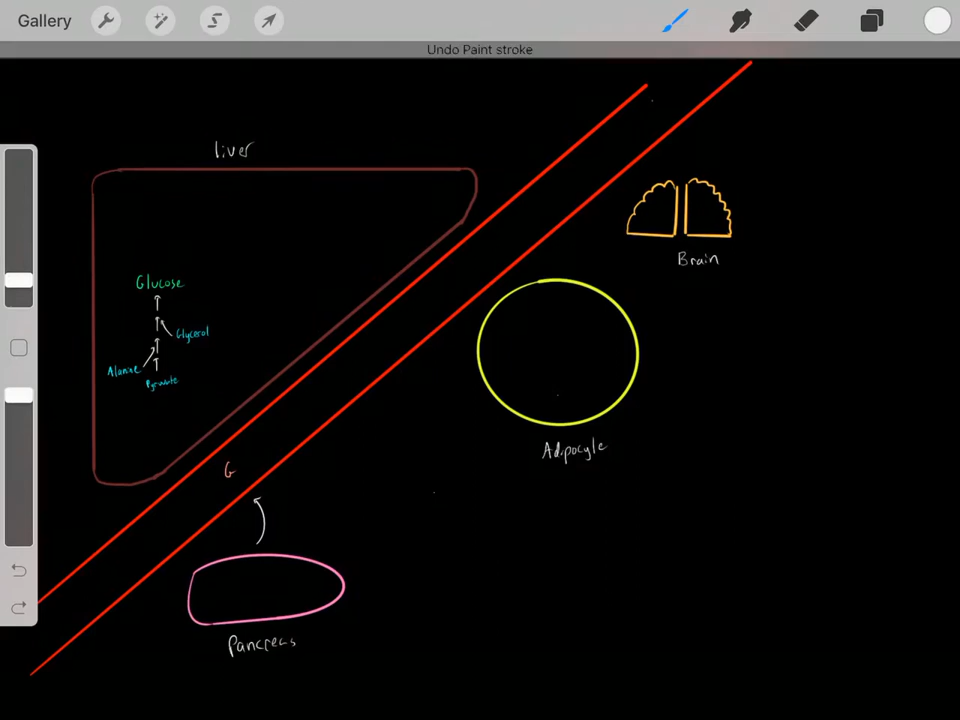 Gallery
Undo Paint stroke
liver
Brain
Glucose
Glycerol
Alanine
Pyruvate
Adipocyte
G
Pancreas